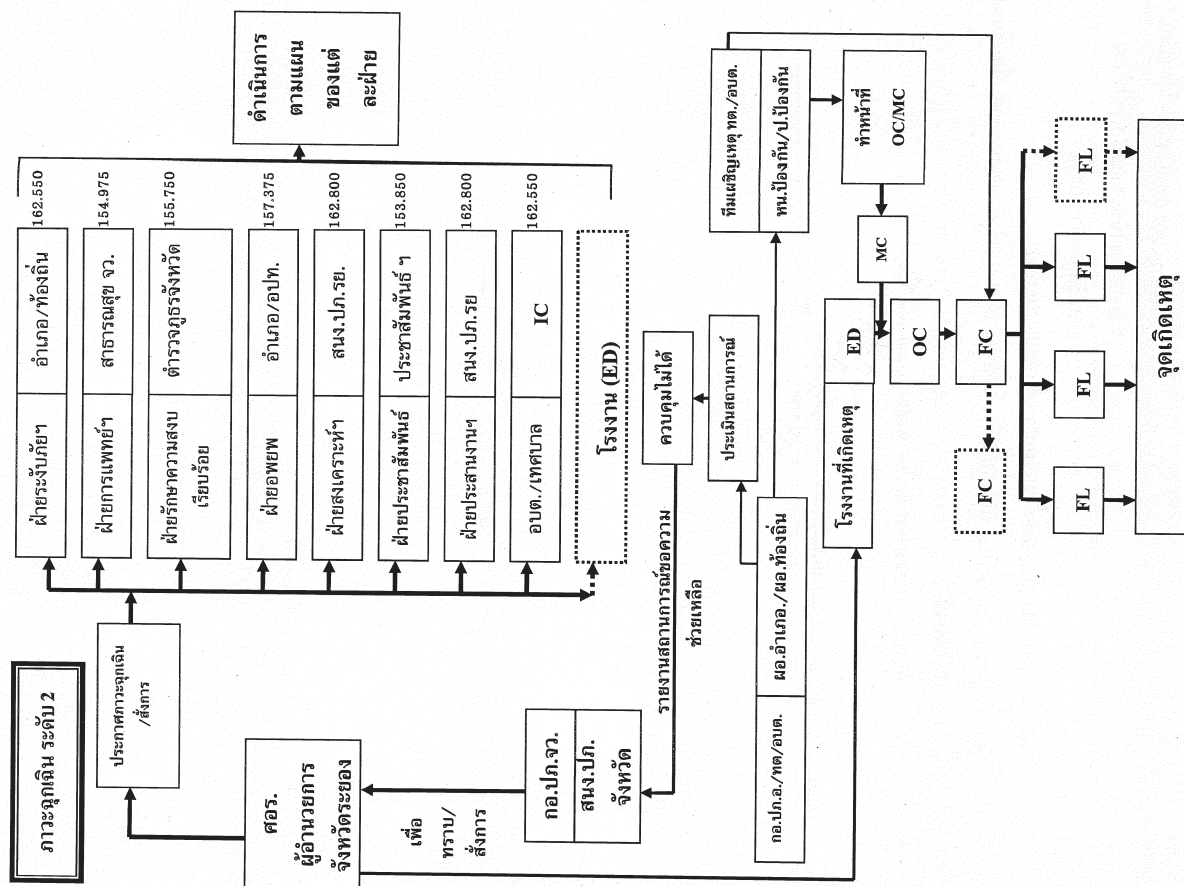 ภาวะฉุกเฉิน ระดับ 2
ประกาศภาวะฉุกเฉิน
/สั่งการ
ศอร.
ผู้อำนวยการ
จังหวัดระยอง
เพื่อ
ทราบ/
สั่งการ
กอ.ปภ.จว.
สนง.ปภ.
จังหวัด
รายงานสถานการณ์ขอความ
ช่วยเหลือ
กอ.ปภ.อ./ทต/อบต.
ผอ.อำเภอ./ผอ.ท้องถิ่น
ประเมินสถานการณ์
ควบคุมไม่ได้
ฝ่ายระงับภัยฯ
อำเภอ/ท้องถิ่น
162.550
ฝ่ายการแพทย์ฯ
สาธารณสุข จว.
154.975
ฝ่ายรักษาความสงบ
เรียบร้อย
ตำรวจภูธรจังหวัด
155.750
ฝ่ายอพยพ
อำเภอ/อปท.
157.375
ฝ่ายสงเคราะห์ฯ
สนง.ปภ.รย.
162.800
ฝ่ายประชาสัมพันธ์
ประชาสัมพันธ์ ฯ
153.850
ฝ่ายประสานงานฯ
สนง.ปภ.รย
162.800
อบต./เทศบาล
IC
162.550
โรงงาน (ED)
ดำเนินการ
ตามแผน
ของแต่
ละฝ่าย
ทีมเผชิญเหตุ ทต./อบต.
หน.ป้องกัน/ป.ป้องกัน
ทำหน้าที่
OC/MC
MC
โรงงานที่เกิดเหตุ
ED
OC
FC
FC
FL
FL
FL
FL
จุดเกิดเหตุ